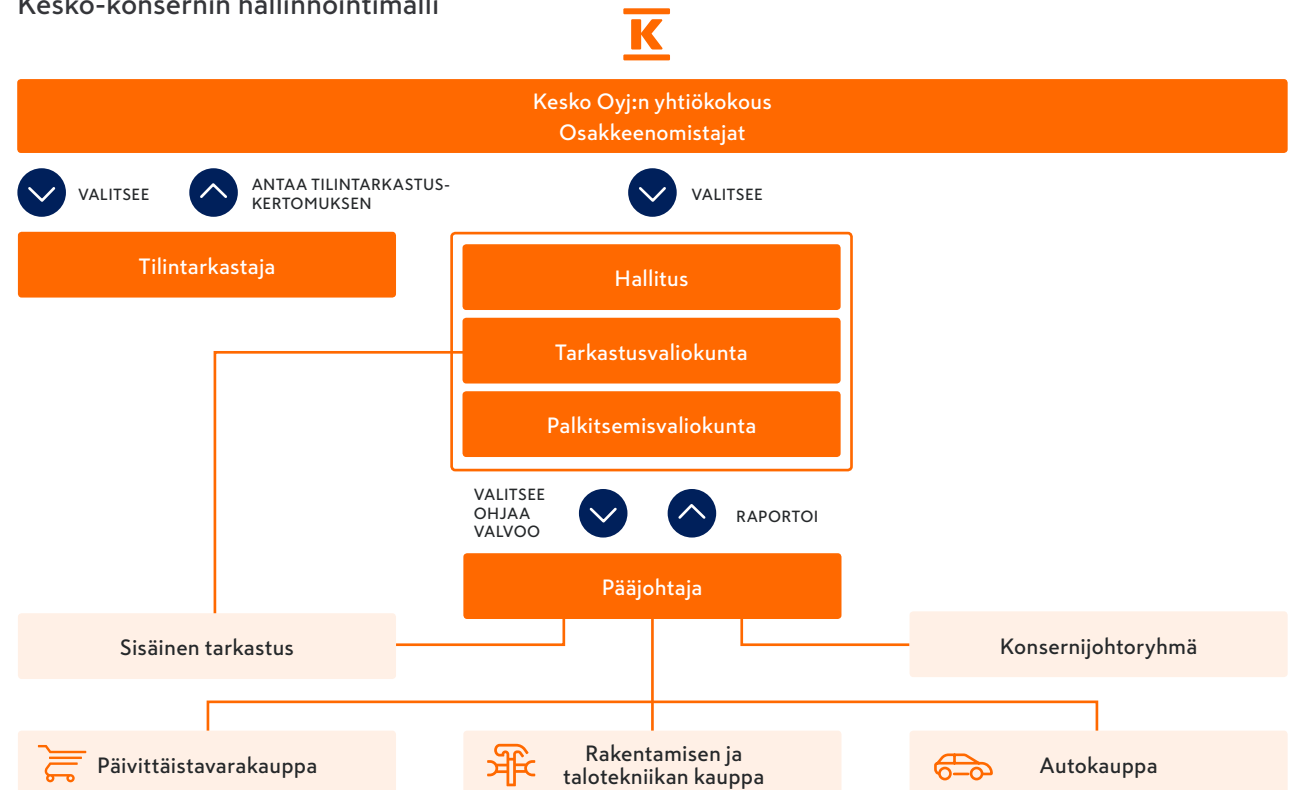 Kesko-konsernin hallinnointimalli
K
Kesko Oyj:n yhtiökokous
Osakkeenomistajat
VALITSEE
ANTAA TILINTARKASTUS-
KERTOMUKSEN
VALITSEE
Tilintarkastaja
Hallitus
Tarkastusvaliokunta
Palkitsemisvaliokunta
VALITSEE
OHJAA
VALVOO
RAPORTOI
Pääjohtaja
Sisäinen tarkastus
Konsernijohtoryhmä
Päivittäistavarakauppa
Rakentamisen ja
talotekniikan kauppa
Autokauppa